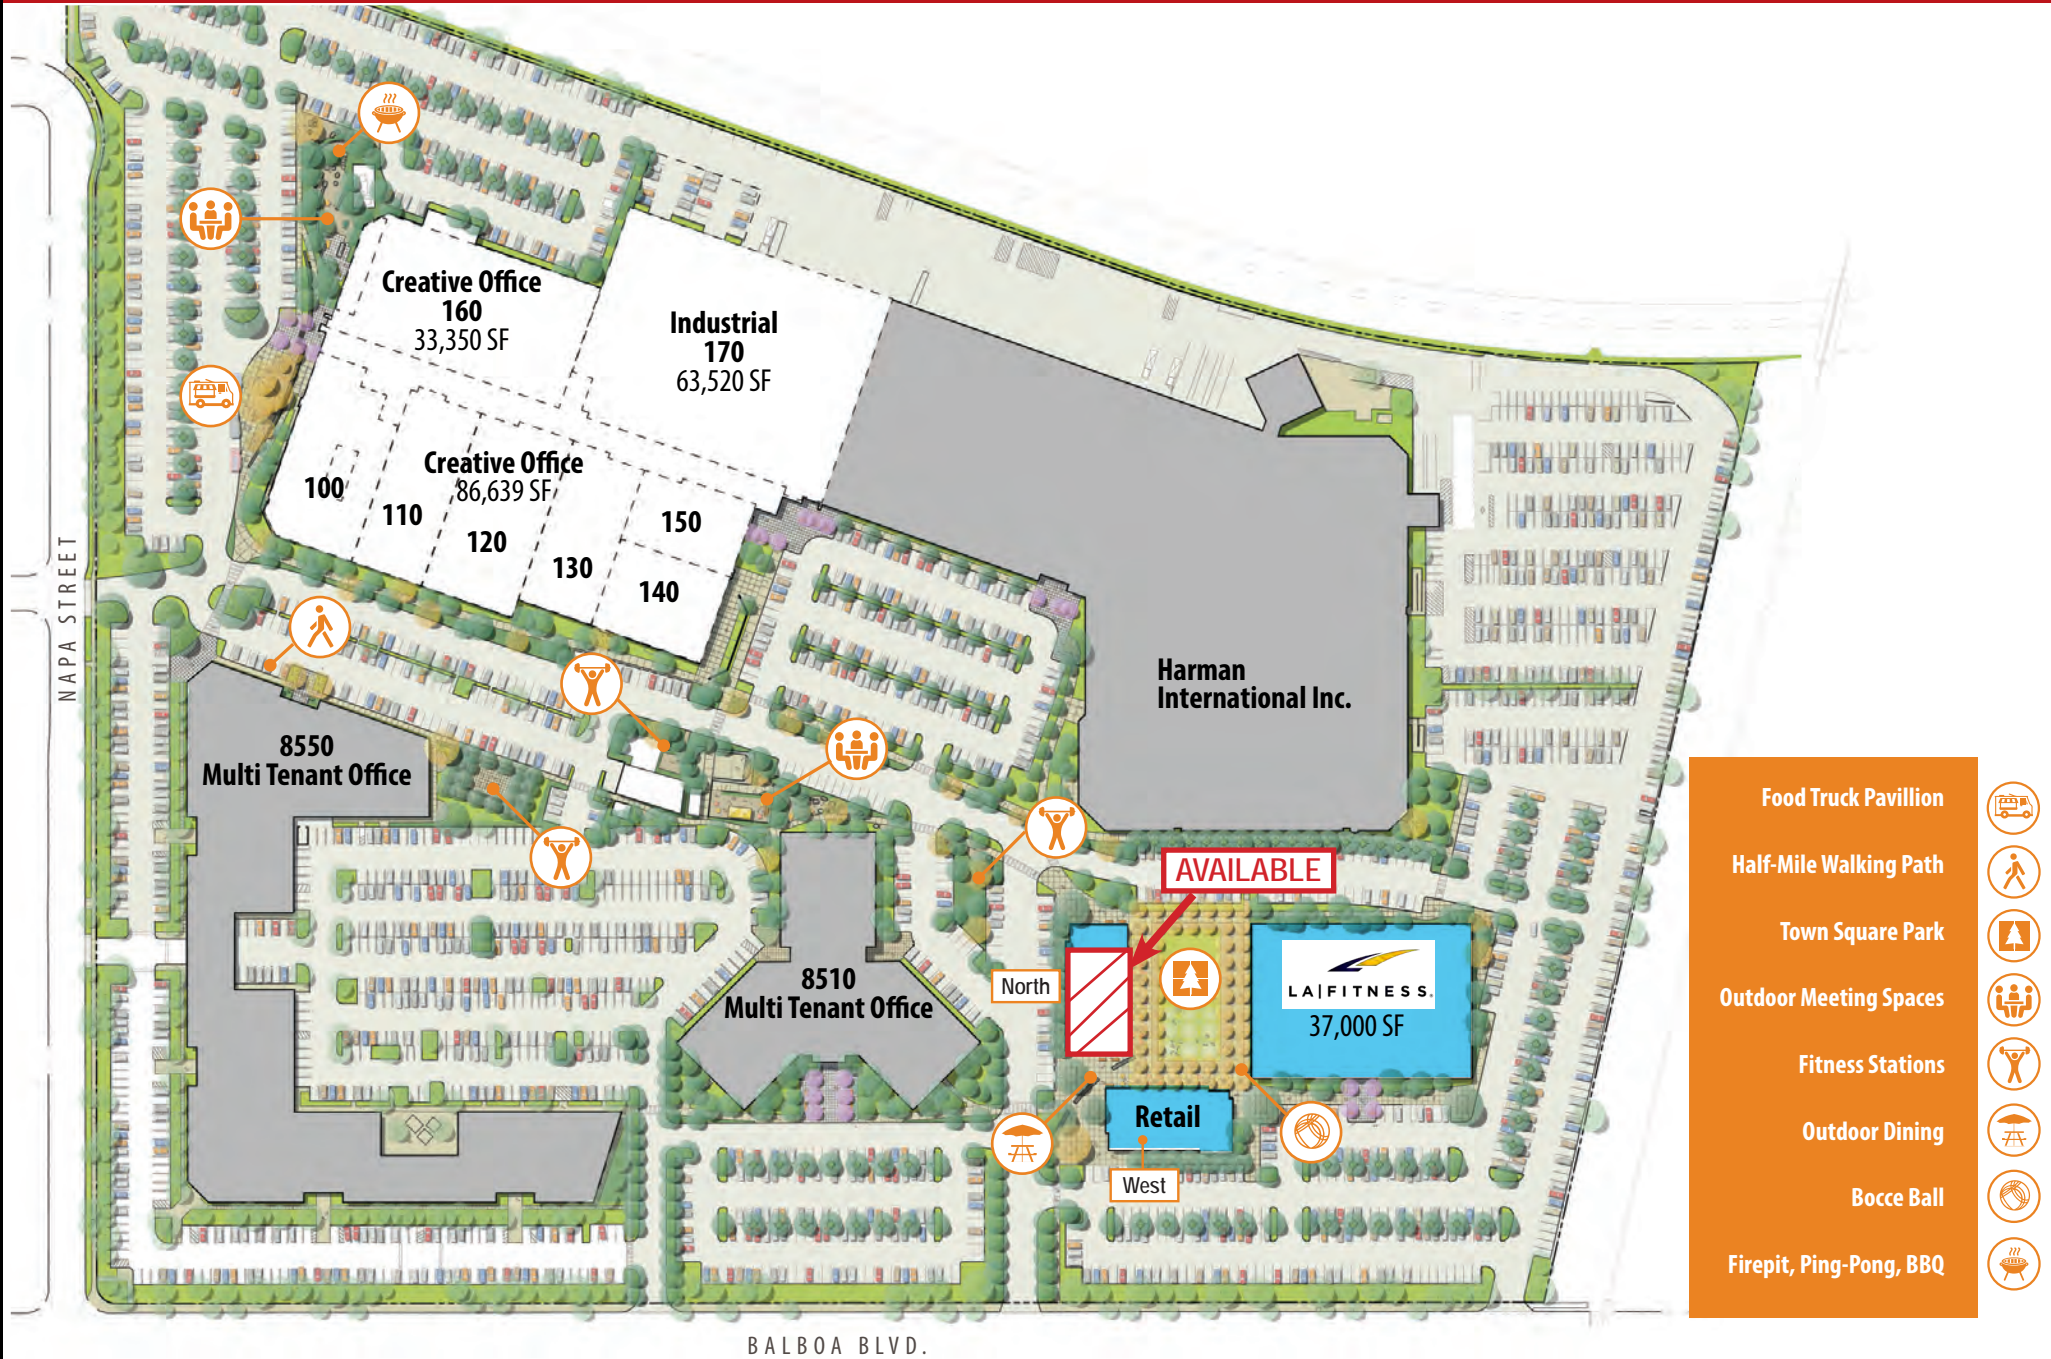 Creative Office
160
33,350 SF
Industrial
170
63,520 SF
Creative Office
86,639 SF
100
110
120
130
150
140
NAPA STREET
Harman
International Inc.
8550
Multi Tenant Office
8510
Multi Tenant Office
AVAILABLE
North
LA|FITNESS.
37,000 SF
Retail
West
BALBOA BLVD.
Food Truck Pavillion
Half-Mile Walking Path
Town Square Park
Outdoor Meeting Spaces
Fitness Stations
Outdoor Dining
Bocce Ball
Firepit, Ping-Pong, BBQ